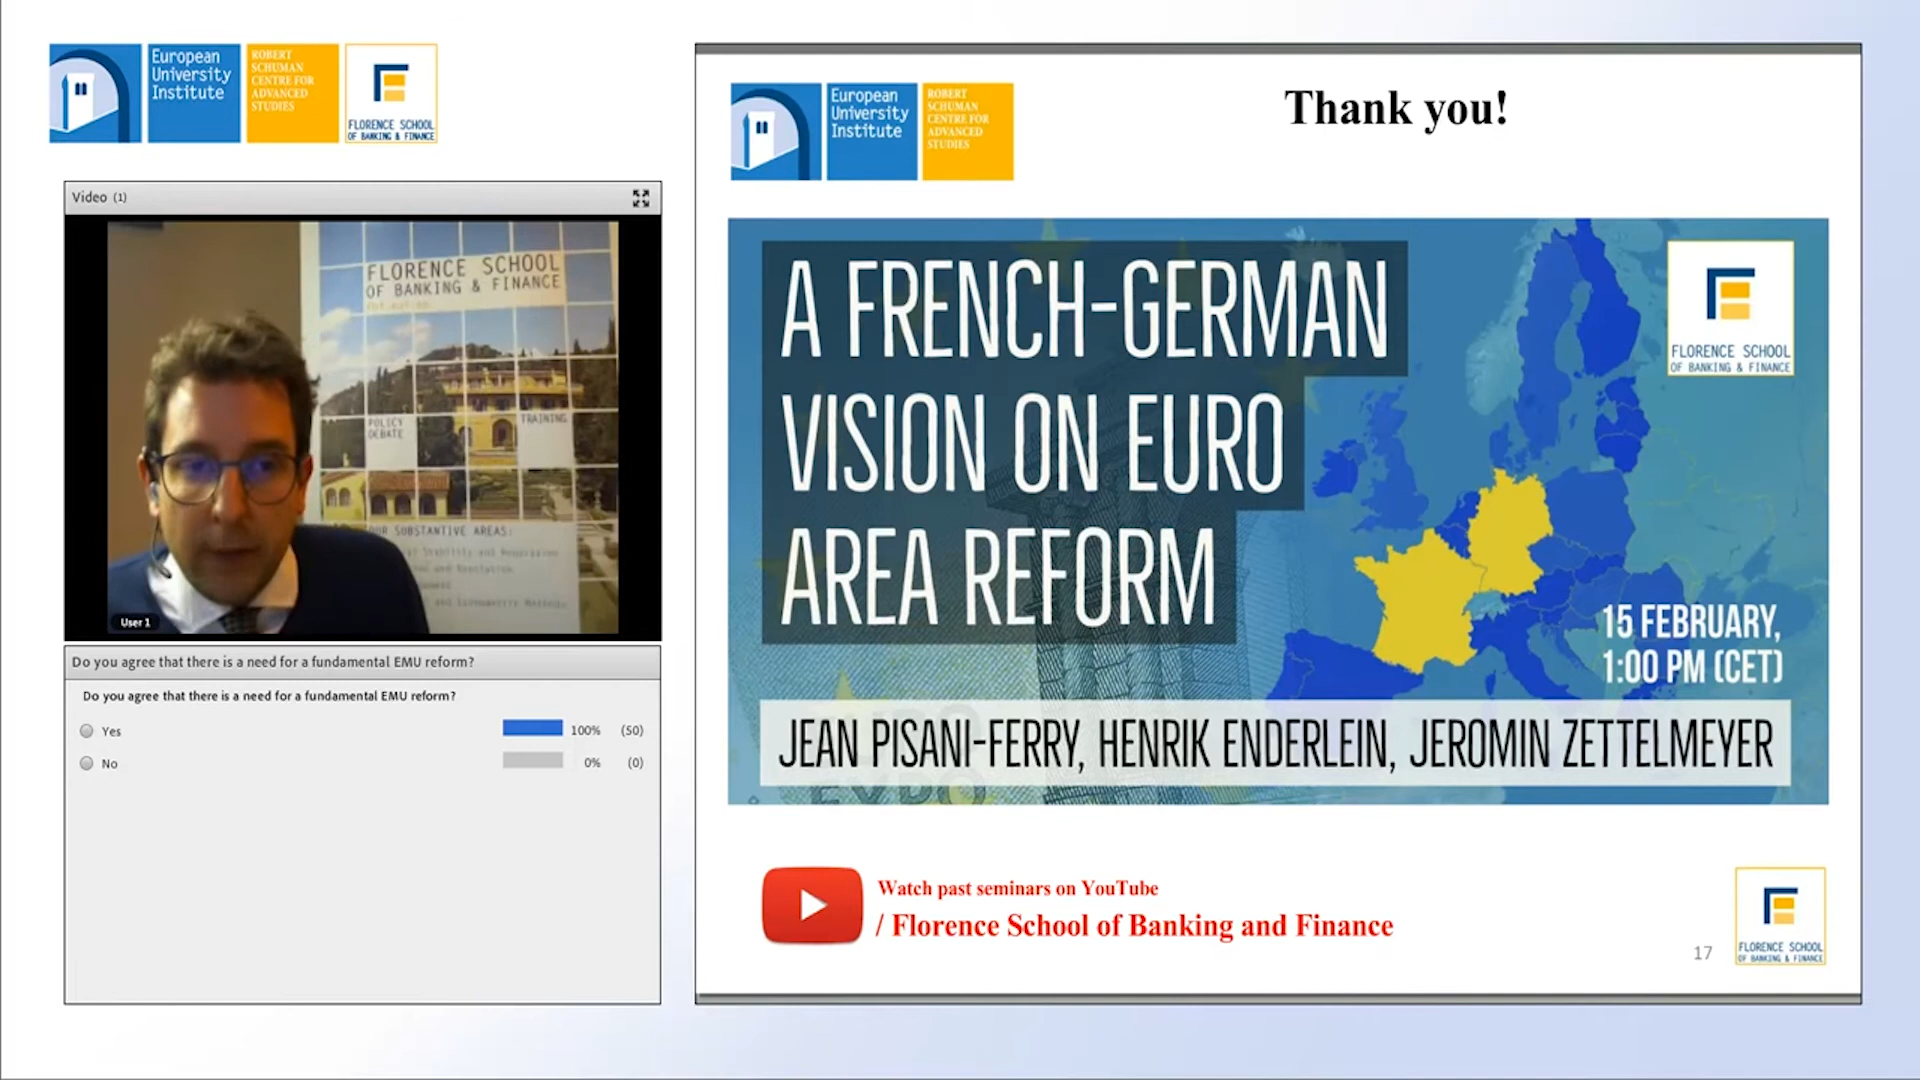 European
University
Institute
ROBERT
SCHUMAN
CENTRE FOR
ADVANCED
STUDIES
FLORENCE SCHOOL
OF BANKING & FINANCE
Video (1)
FLORENCE SCHOOL
OF BANKING & FINANCE
POLICY
DEBATE
TRAINING
OUR SUBSTANTIVE AREAS:
User 1
Do you agree that there is a need for a fundamental EMU reform?
Do you agree that there is a need for a fundamental EMU reform?
Yes 100% (50)
No 0% (0)
European
University
Institute
ROBERT
SCHUMAN
CENTRE FOR
ADVANCED
STUDIES
Thank you!
A FRENCH-GERMAN
VISION ON EURO
AREA REFORM
FLORENCE SCHOOL
OF BANKING & FINANCE
15 FEBRUARY,
1:00 PM (CET)
JEAN PISANI-FERRY, HENRIK ENDERLEIN, JEROMIN ZETTELMEYER
Watch past seminars on YouTube
/ Florence School of Banking and Finance
17
FLORENCE SCHOOL
OF BANKING & FINANCE